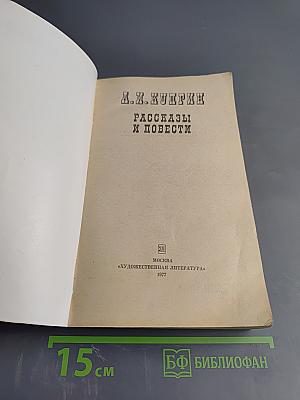 А.И.КУПРИН
РАССКАЗЫ
И ПОВЕСТИ
МОСКВА
«ХУДОЖЕСТВЕННАЯ ЛИТЕРАТУРА»
1977
15 см
БФ БИБЛИОФАН